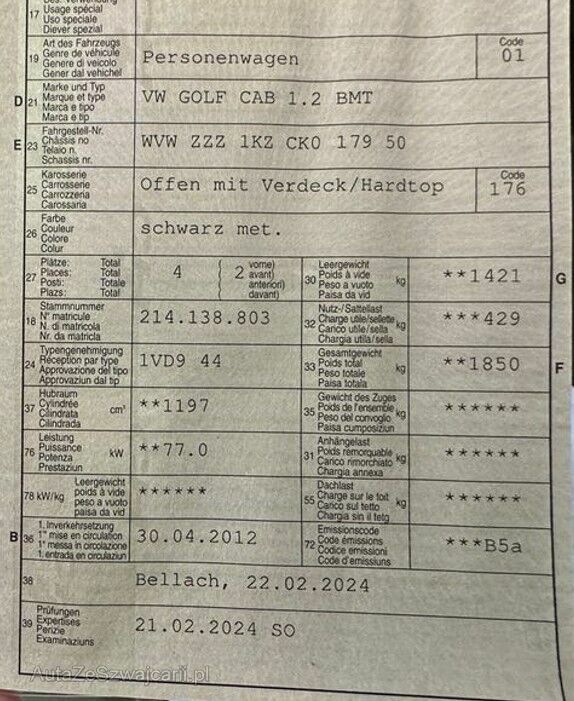 17
Usage spécial
Uso speciale
Diever spezial
19
Art des Fahrzeugs
Genre de véhicule
Genere di veicolo
Gener dal vehichel
Personenwagen
Code
01
D 21
Marke und Typ
Marque et type
Marca e tipo
Marca e tip
VW GOLF CAB 1.2 BMT
E 23
Fahrgestell-Nr.
Châssis no
Telaio n.
Schassis nr.
WVW ZZZ 1KZ CK0 179 50
25
Karosserie
Carrosserie
Carrozzeria
Carossaria
Offen mit Verdeck/Hardtop
Code
176
26
Farbe
Couleur
Colore
Colur
schwarz met.
27
Plätze: Total
Places: Total
Posti: Totale
Plazs: Total
4
2
vorne)
avant)
anteriori)
davant)
30
Leergewicht
Poids à vide
Peso a vuoto
Paisa da vid
kg
**1421
G
18
Stammnummer
N° matricule
N. di matricola
Nr. da matricla
214.138.803
32
Nutz-/Sattellast
Charge utile/sellette
Carico utile/sella
Chargia utila/sella
kg
***429
24
Typengenehmigung
Réception par type
Approvazione del tipo
Approvaziun dal tip
1VD9 44
33
Gesamtgewicht
Poids total
Peso totale
Paisa totala
kg
**1850
F
37
Hubraum
Cylindrée
Cilindrata
Cilindrada
cm³
**1197
35
Gewicht des Zuges
Poids de l'ensemble
Peso del convoglio
Paisa cumposiziun
kg
******
76
Leistung
Puissance
Potenza
Prestaziun
kW
**77.0
31
Anhängelast
Poids remorquable
Carico rimorchiato
Chargia annexa
kg
******
78 kW/kg
Leergewicht
poids à vide
peso a vuoto
paisa da vid
******
55
Dachlast
Charge sur le toit
Carico sul tetto
Chargia sin il tetg
kg
******
B 36
1. Inverkehrsetzung
1re mise en circulation
1a messa in circolazione
1. entrada en circulaziun
30.04.2012
72
Emissionscode
Code émissions
Codice emissioni
Code d'emissiuns
***B5a
38
Bellach, 22.02.2024
39
Prüfungen
Expertises
Perizie
Examinaziuns
21.02.2024 SO
AutaZeSzwajcarii.pl